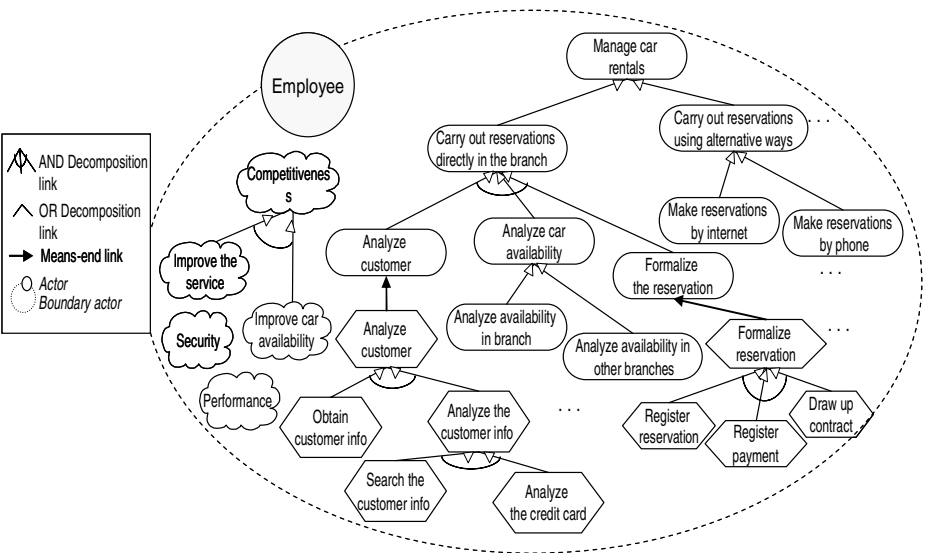 Employee
Manage car
rentals
Carry out reservations
directly in the branch
Carry out reservations
using alternative ways
. . .
AND Decomposition
link
OR Decomposition
link
Means-end link
Actor
Boundary actor
Competitivenes
s
Improve the
service
Improve car
availability
Security
Performance
Analyze
customer
Analyze car
availability
Make reservations
by internet
Make reservations
by phone
. . .
Formalize
the reservation
Analyze
customer
Analyze availability
in branch
Analyze availability in
other branches
Formalize
reservation
. . .
Obtain
customer info
Analyze the
customer info
. . .
Register
reservation
Register
payment
Draw up
contract
Search the
customer info
Analyze
the credit card